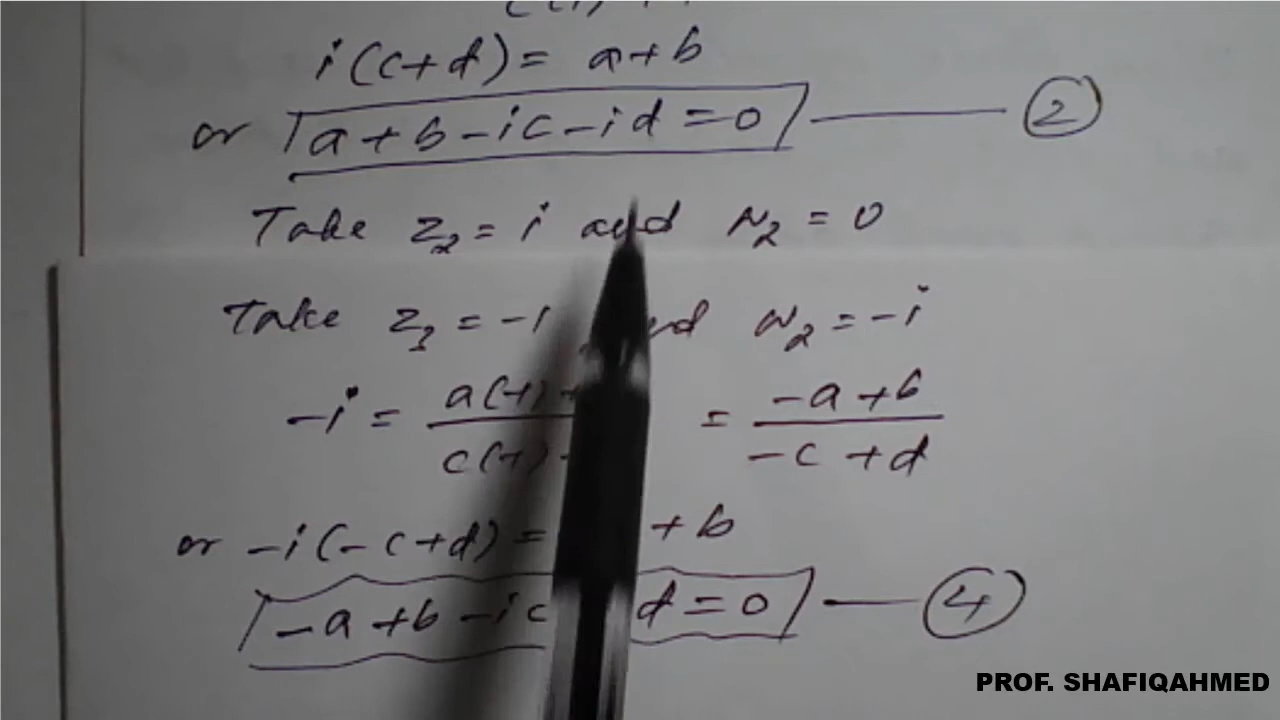 i(c+d) = a+b
or a+b-ic-id=0 ② 
Take z₂ = i and w₂ = 0
Take z₃ = -1 w₂ = -i
-i = a(-1) / c(-1) = -a+b / -c+d
or -i(-c+d) = +b
-a+b-ic d=0 ④
PROF. SHAFIQAHMED